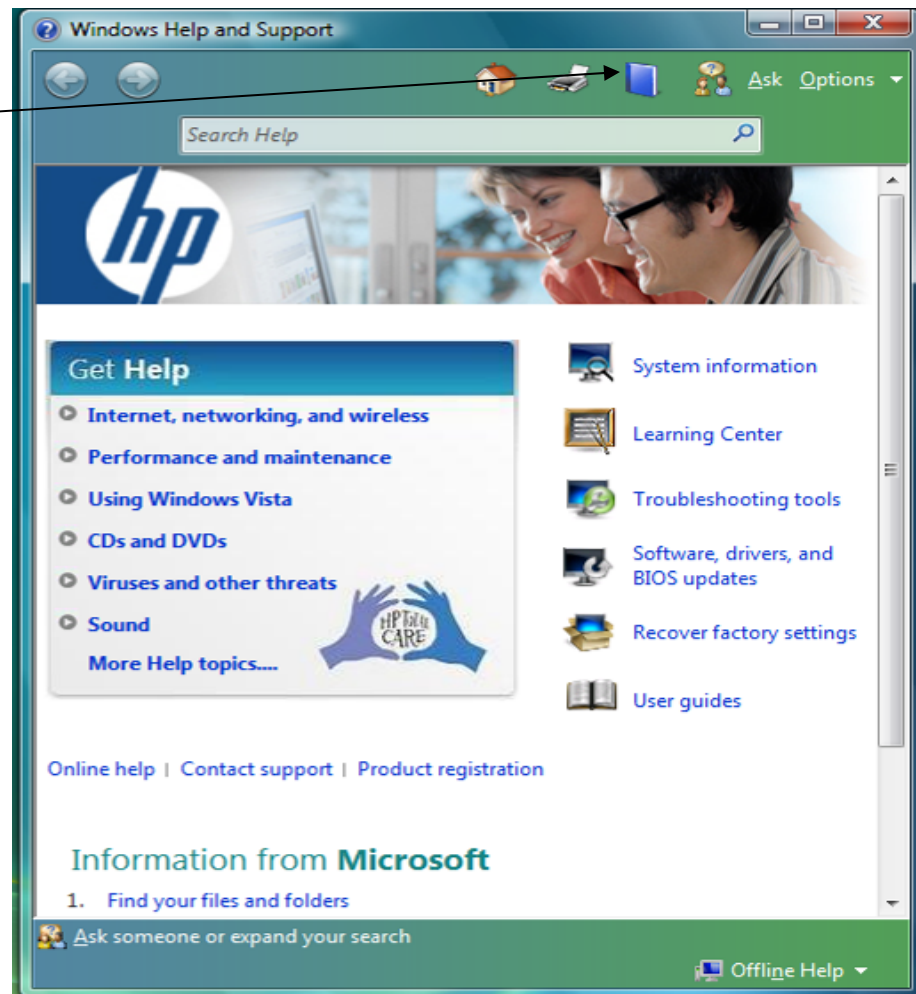 Windows Help and Support
Ask Options
Search Help
hp
Get Help
Internet, networking, and wireless
Performance and maintenance
Using Windows Vista
CDs and DVDs
Viruses and other threats
Sound
More Help topics....
HP Total
CARE
System information
Learning Center
Troubleshooting tools
Software, drivers, and
BIOS updates
Recover factory settings
User guides
Online help | Contact support | Product registration
Information from Microsoft
1. Find your files and folders
Ask someone or expand your search
Offline Help